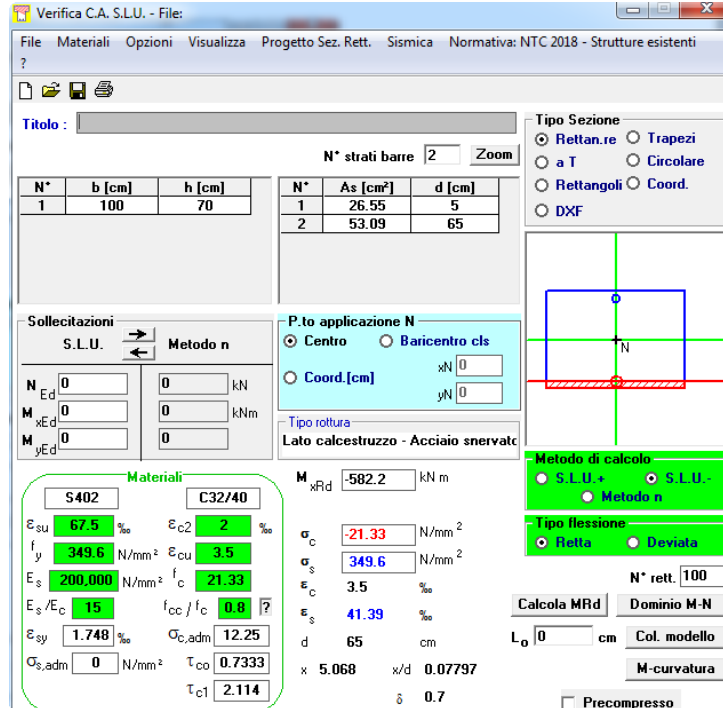 Verifica C.A. S.L.U. - File:
File Materiali Opzioni Visualizza Progetto Sez. Rett. Sismica Normativa: NTC 2018 - Strutture esistenti
?
Titolo :
N° strati barre 2 Zoom
N° b [cm] h [cm]
1 100 70
N° As [cm²] d [cm]
1 26.55 5
2 53.09 65
Tipo Sezione
Rettan.re Trapezi
a T Circolare
Rettangoli Coord.
DXF
N
Sollecitazioni
S.L.U. Metodo n
N Ed 0 0 kN
M xEd 0 0 kNm
M yEd 0 0
P.to applicazione N
Centro Baricentro cls
Coord.[cm] xN 0
yN 0
Tipo rottura
Lato calcestruzzo - Acciaio snervato
Metodo di calcolo
S.L.U.+ S.L.U.-
Metodo n
Tipo flessione
Retta Deviata
Materiali
S402 C32/40
εsu 67.5 ‰ εc2 2 ‰
fy 349.6 N/mm² εcu 3.5
Es 200,000 N/mm² fc 21.33
Es/Ec 15 fcc / fc 0.8 ?
εsy 1.748 ‰ σc,adm 12.25
σs,adm 0 N/mm² τco 0.7333
τc1 2.114
M xRd -582.2 kN m
σc -21.33 N/mm²
σs 349.6 N/mm²
εc 3.5 ‰
εs 41.39 ‰
d 65 cm
x 5.068 x/d 0.07797
δ 0.7
N° rett. 100
Calcola MRd Dominio M-N
Lo 0 cm Col. modello
M-curvatura
Precompresso